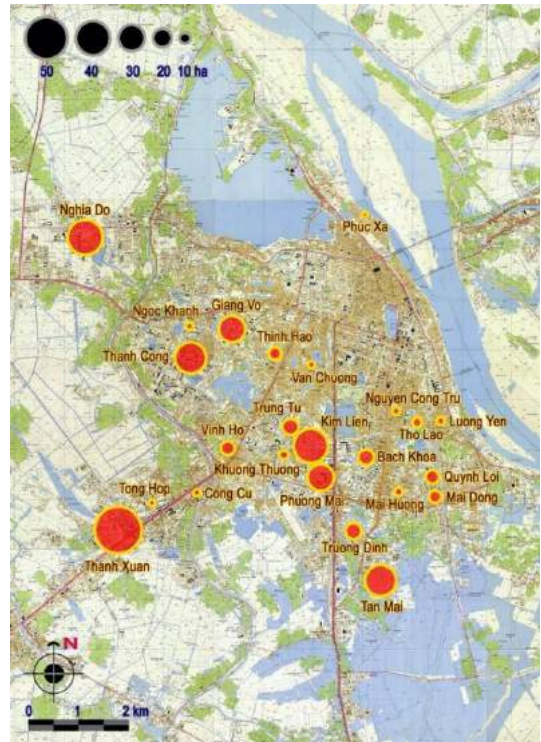 50 40 30 20 10 ha
Nghia Do
Phuc Xa
Ngoc Khanh
Giang Vo
Thinh Hao
Thanh Cong
Van Chuong
Nguyen Cong Tru
Trung Tu
Kim Lien
Tho Lao
Luong Yen
Vinh Ho
Bach Khoa
Khuong Thuong
Quynh Loi
Phuong Mai
Mai Huong
Mai Dong
Tong Hop
Cong Cu
Truong Dinh
Thanh Xuan
Tan Mai
N
0 2 km